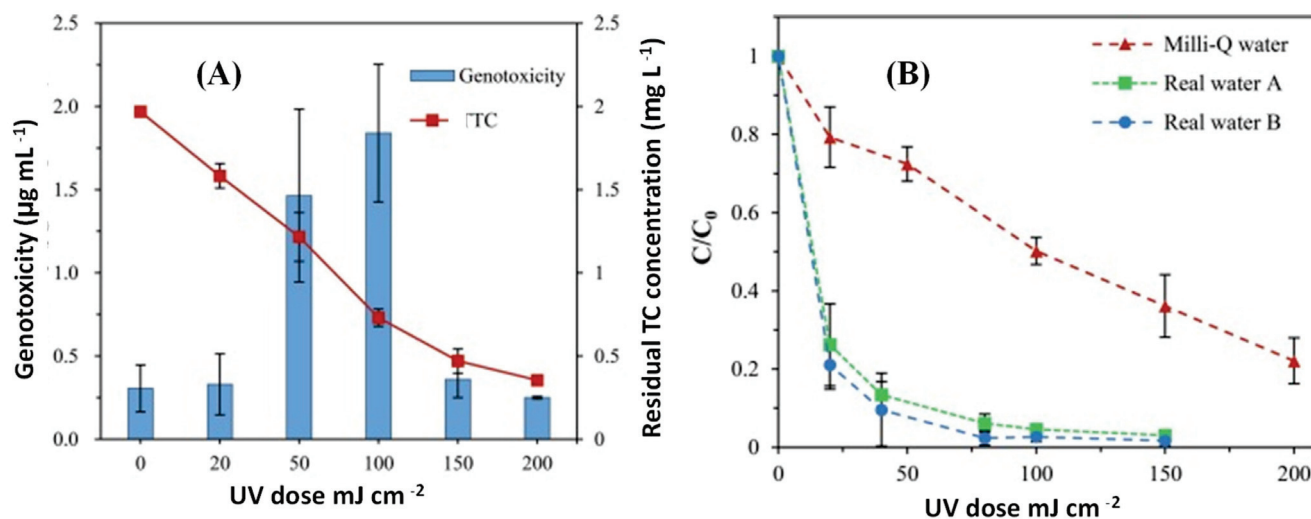 (A)
Genotoxicity
TC
Genotoxicity (µg mL -1)
2.5
2.0
1.5
1.0
0.5
0.0
2.5
2
1.5
1
0.5
0
Residual TC concentration (mg L -1)
0 20 50 100 150 200
UV dose mJ cm -2
(B)
Milli-Q water
Real water A
Real water B
C/C0
1
0.8
0.6
0.4
0.2
0
0 50 100 150 200
UV dose mJ cm -2